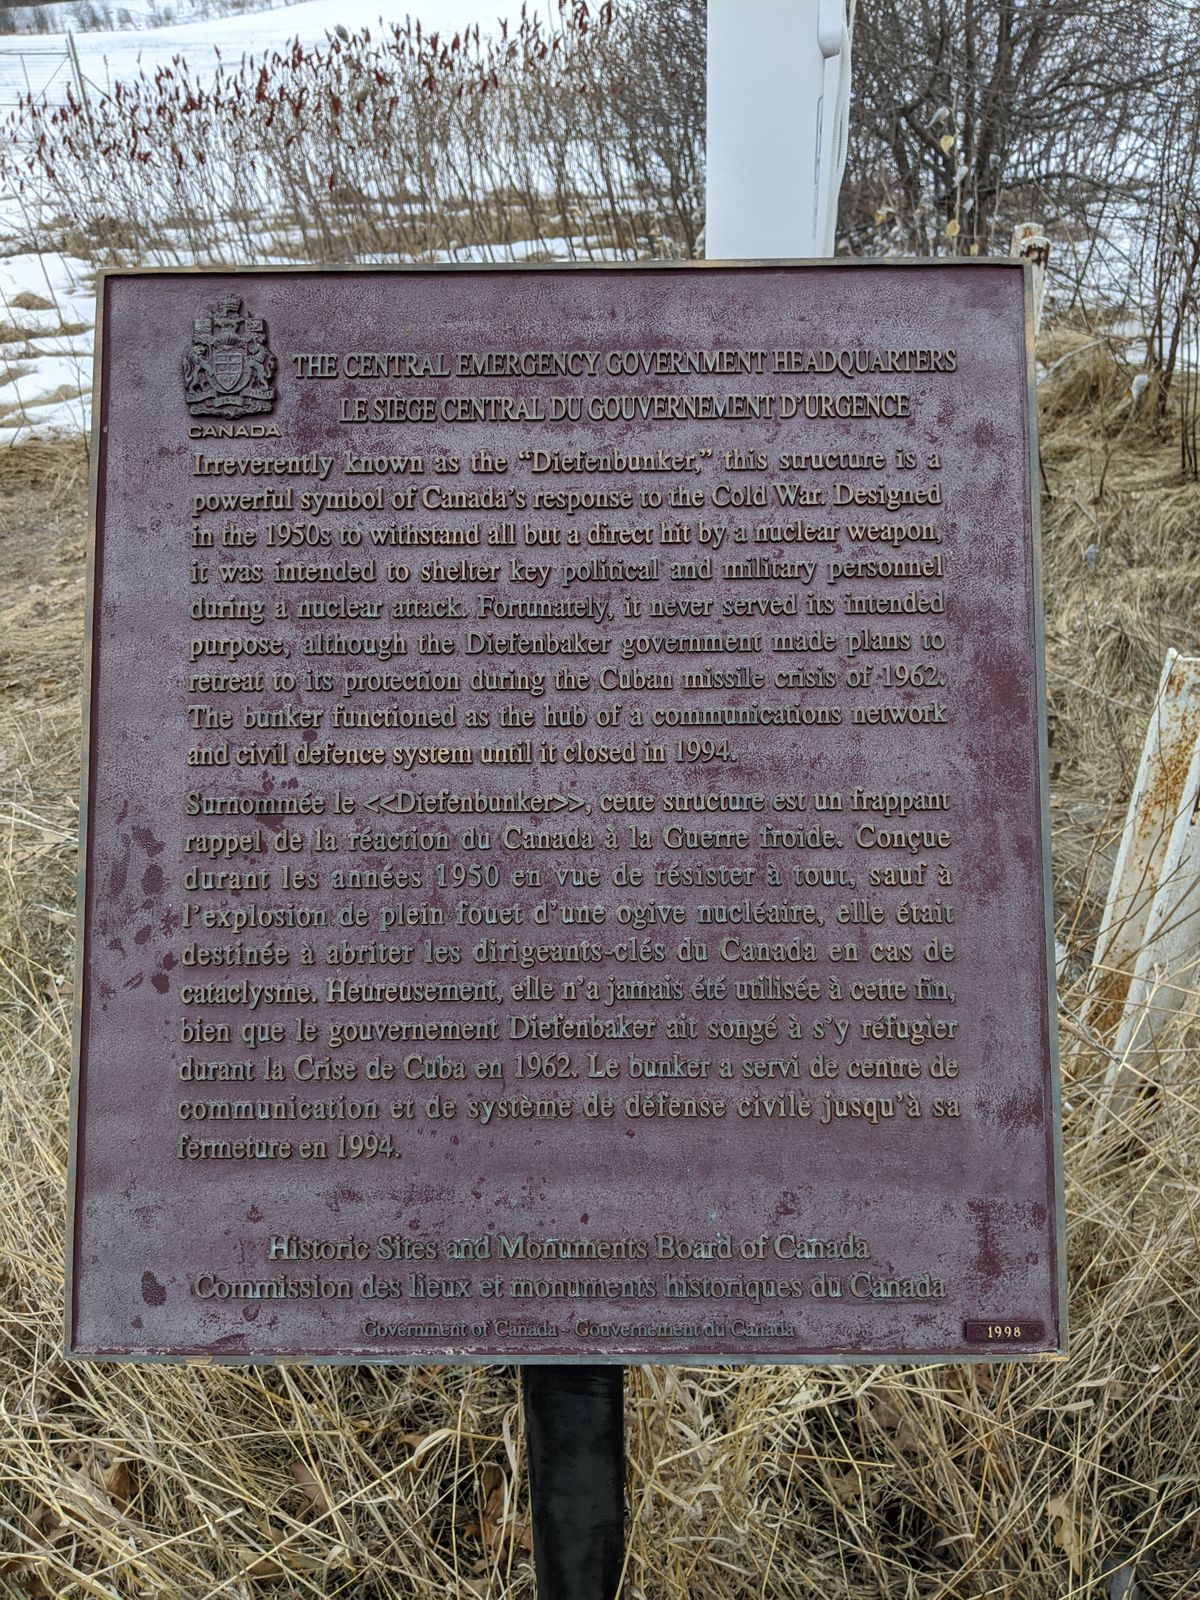 CANADA
THE CENTRAL EMERGENCY GOVERNMENT HEADQUARTERS
LE SIÈGE CENTRAL DU GOUVERNEMENT D'URGENCE
Irreverently known as the "Diefenbunker," this structure is a
powerful symbol of Canada's response to the Cold War. Designed
in the 1950s to withstand all but a direct hit by a nuclear weapon,
it was intended to shelter key political and military personnel
during a nuclear attack. Fortunately, it never served its intended
purpose, although the Diefenbaker government made plans to
retreat to its protection during the Cuban missile crisis of 1962.
The bunker functioned as the hub of a communications network
and civil defence system until it closed in 1994.
Surnommée le <<Diefenbunker>>, cette structure est un frappant
rappel de la réaction du Canada à la Guerre froide. Conçue
durant les années 1950 en vue de résister à tout, sauf à
l'explosion de plein fouet d'une ogive nucléaire, elle était
destinée à abriter les dirigeants-clés du Canada en cas de
cataclysme. Heureusement, elle n'a jamais été utilisée à cette fin,
bien que le gouvernement Diefenbaker ait songé à s'y réfugier
durant la Crise de Cuba en 1962. Le bunker a servi de centre de
communication et de système de défense civile jusqu'à sa
fermeture en 1994.
Historic Sites and Monuments Board of Canada
Commission des lieux et monuments historiques du Canada
Government of Canada - Gouvernement du Canada
1998